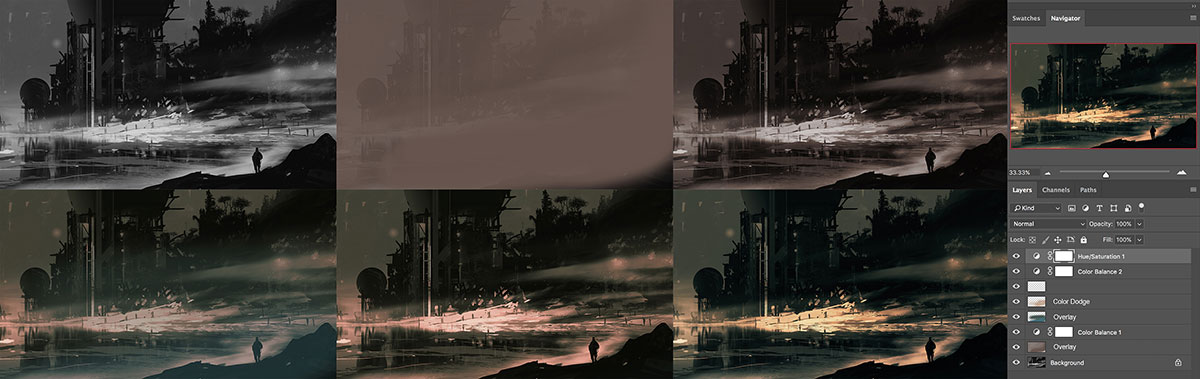 Swatches Navigator
33.33%
Layers Channels Paths
Kind
Normal Opacity: 100%
Lock: Fill: 100%
Hue/Saturation 1
Color Balance 2
Color Dodge
Overlay
Color Balance 1
Overlay
Background